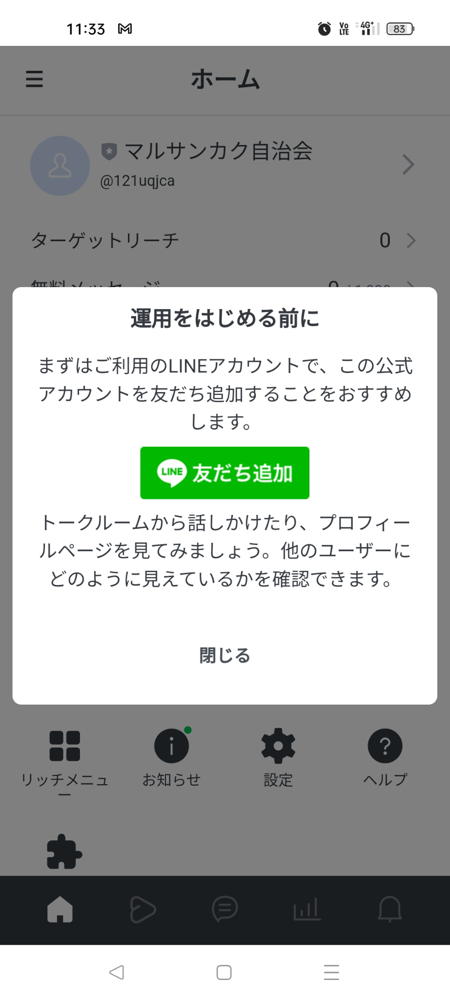 11:33
Vo LTE 4G+ 83
ホーム
マルサンカク自治会
@121uqjca
ターゲットリーチ 0
無料メッセージ 0 / 1,000
運用をはじめる前に
まずはご利用のLINEアカウントで、この公式
アカウントを友だち追加することをおすすめ
します。
LINE 友だち追加
トークルームから話しかけたり、プロフィー
ルページを見てみましょう。他のユーザーに
どのように見えているかを確認できます。
閉じる
リッチメニュ
ー
お知らせ
設定
ヘルプ